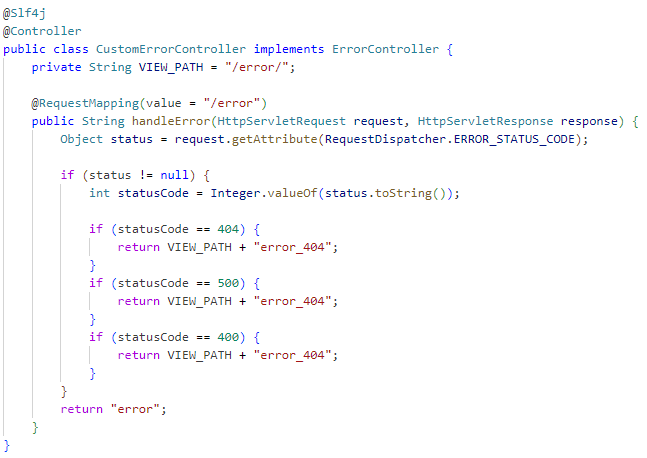 @Slf4j
@Controller
public class CustomErrorController implements ErrorController {
    private String VIEW_PATH = "/error/";

    @RequestMapping(value = "/error")
    public String handleError(HttpServletRequest request, HttpServletResponse response) {
        Object status = request.getAttribute(RequestDispatcher.ERROR_STATUS_CODE);

        if (status != null) {
            int statusCode = Integer.valueOf(status.toString());

            if (statusCode == 404) {
                return VIEW_PATH + "error_404";
            }
            if (statusCode == 500) {
                return VIEW_PATH + "error_404";
            }
            if (statusCode == 400) {
                return VIEW_PATH + "error_404";
            }
        }
        return "error";
    }
}